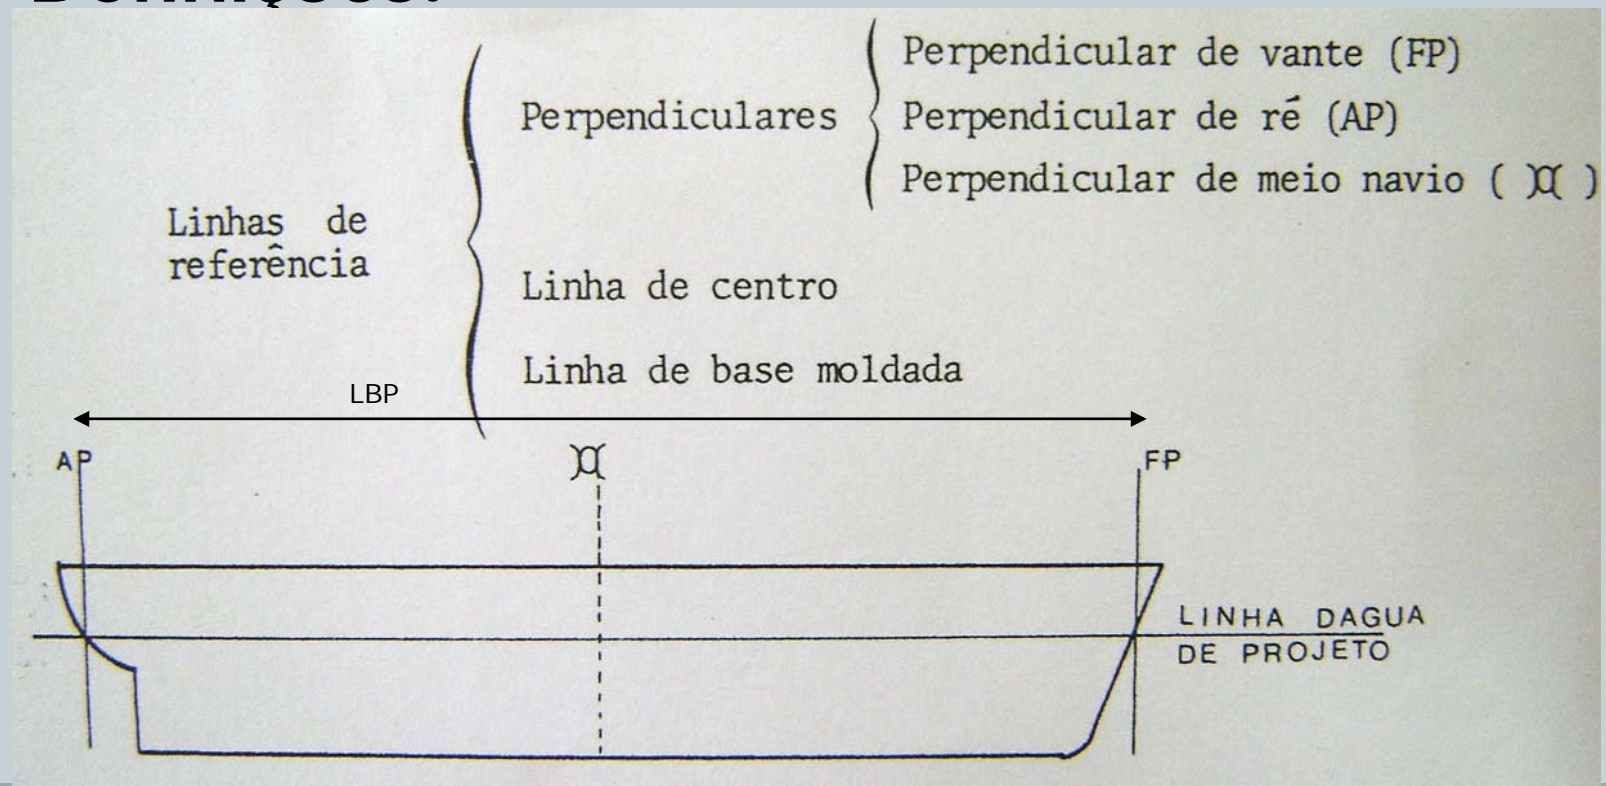 Definições:
Perpendicular de vante (FP)
Perpendiculares
Perpendicular de ré (AP)
Perpendicular de meio navio ( )
Linhas de
referência
Linha de centro
Linha de base moldada
LBP
AP
FP
LINHA DAGUA
DE PROJETO